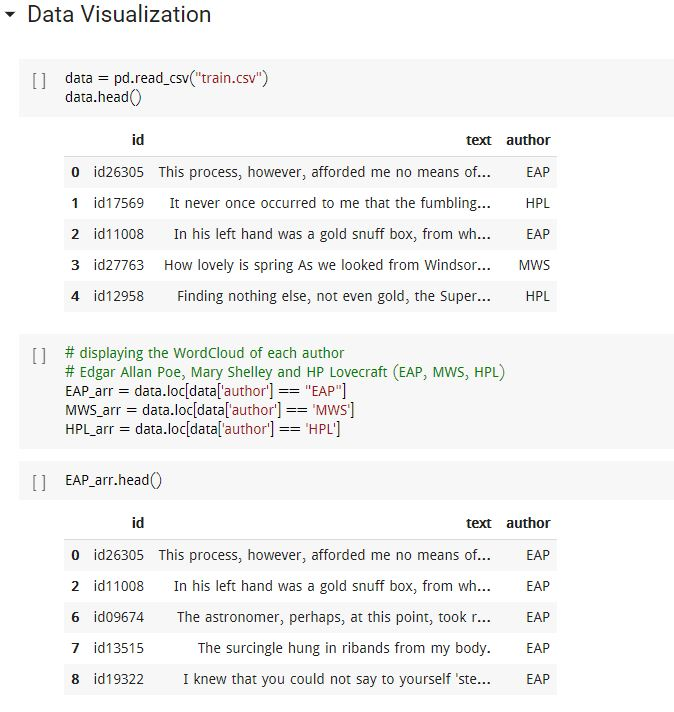 Data Visualization
[ ] data = pd.read_csv("train.csv")
data.head()
id text author
0 id26305 This process, however, afforded me no means of... EAP
1 id17569 It never once occurred to me that the fumbling... HPL
2 id11008 In his left hand was a gold snuff box, from wh... EAP
3 id27763 How lovely is spring As we looked from Windsor... MWS
4 id12958 Finding nothing else, not even gold, the Super... HPL
[ ] # displaying the WordCloud of each author
# Edgar Allan Poe, Mary Shelley and HP Lovecraft (EAP, MWS, HPL)
EAP_arr = data.loc[data['author'] == "EAP"]
MWS_arr = data.loc[data['author'] == 'MWS']
HPL_arr = data.loc[data['author'] == 'HPL']
[ ] EAP_arr.head()
id text author
0 id26305 This process, however, afforded me no means of... EAP
2 id11008 In his left hand was a gold snuff box, from wh... EAP
6 id09674 The astronomer, perhaps, at this point, took r... EAP
7 id13515 The surcingle hung in ribands from my body. EAP
8 id19322 I knew that you could not say to yourself 'ste... EAP